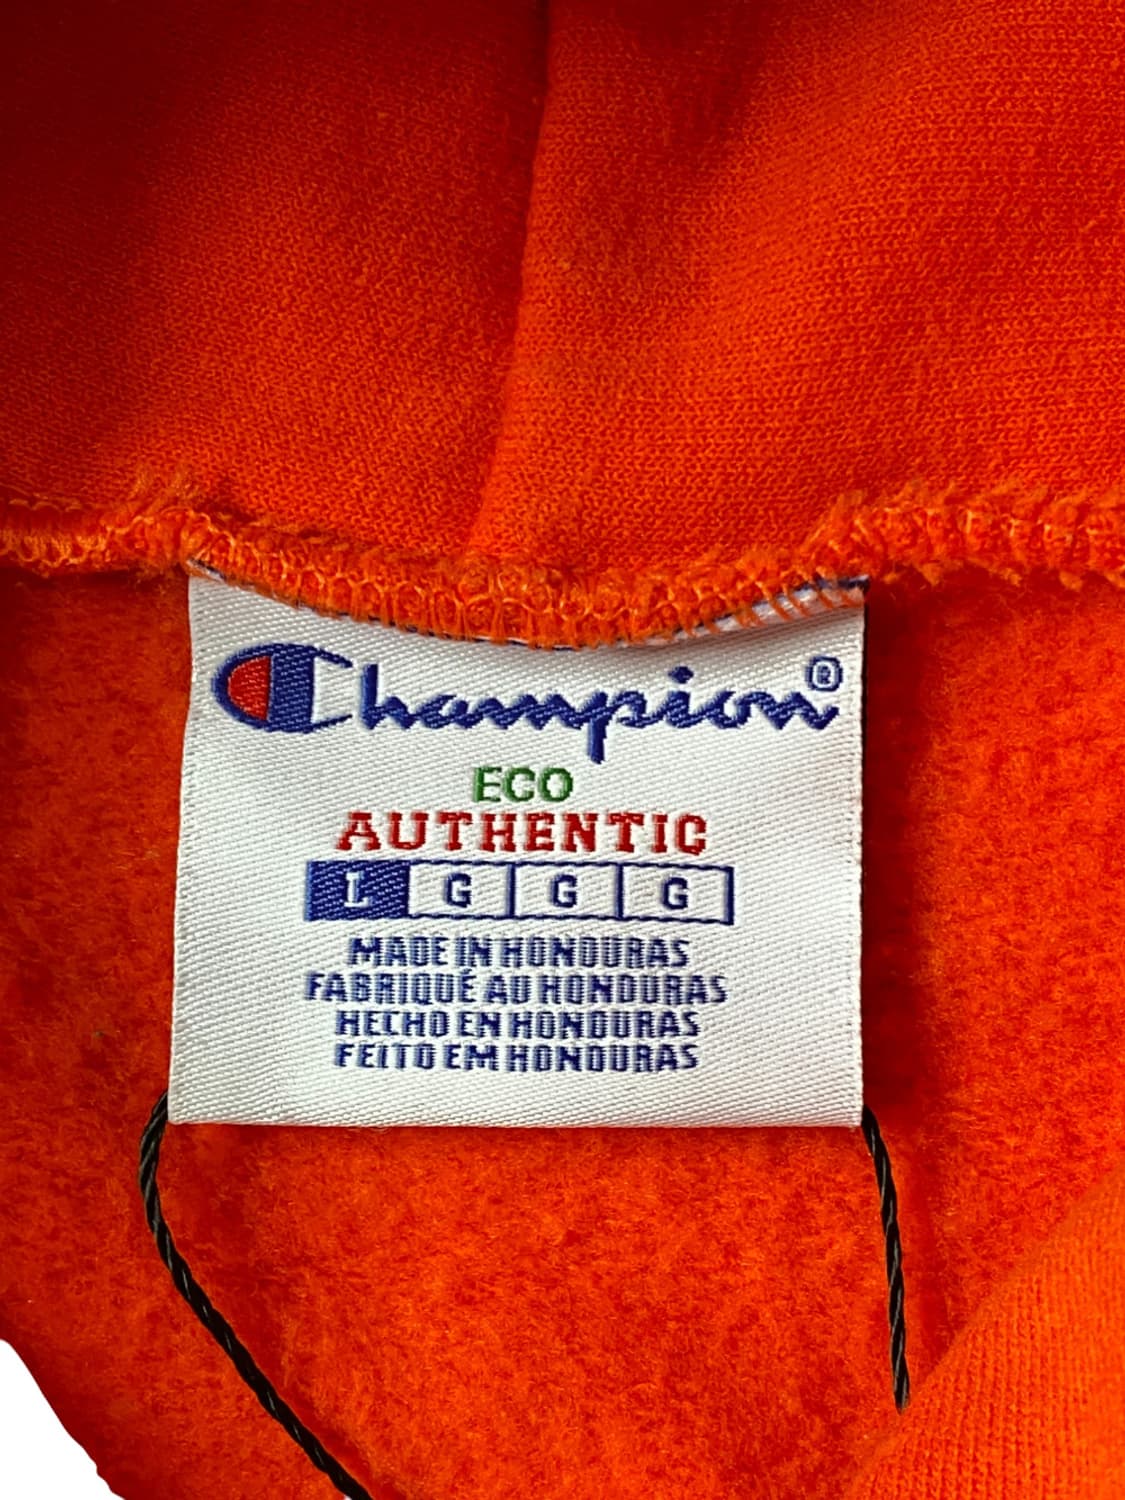 Champion®
ECO
AUTHENTIC
L G G G
MADE IN HONDURAS
FABRIQUÉ AU HONDURAS
HECHO EN HONDURAS
FEITO EM HONDURAS